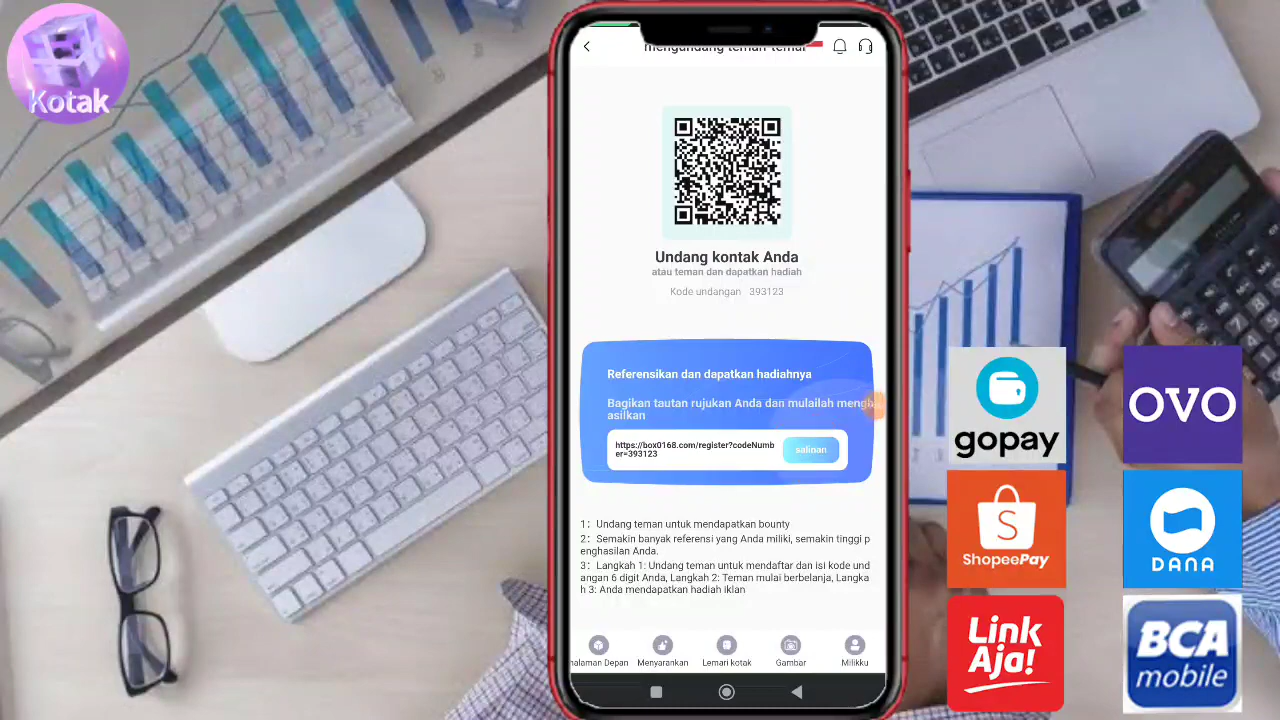 Kotak
mengundang teman-teman
Undang kontak Anda
atau teman dan dapatkan hadiah
Kode undangan 393123
Referensikan dan dapatkan hadiahnya
Bagikan tautan rujukan Anda dan mulailah mengh
asilkan
https://box0168.com/register?codeNumb
er=393123
salinan
1: Undang teman untuk mendapatkan bounty
2: Semakin banyak referensi yang Anda miliki, semakin tinggi p
enghasilan Anda.
3: Langkah 1: Undang teman untuk mendaftar dan isi kode und
angan 6 digit Anda, Langkah 2: Teman mulai berbelanja, Langka
h 3: Anda mendapatkan hadiah iklan
alaman Depan
Menyarankan
Lemari kotak
Gambar
Milikku
gopay
OVO
ShopeePay
DANA
Link
Aja!
BCA
mobile